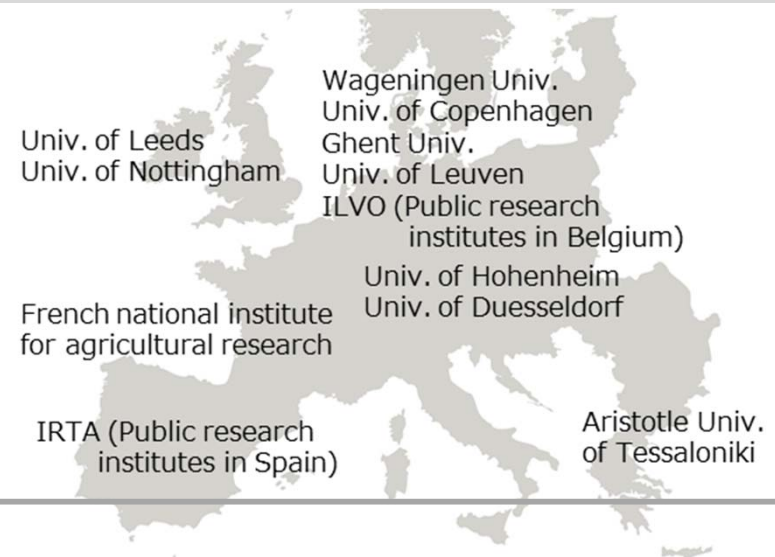 Wageningen Univ.
Univ. of Copenhagen
Ghent Univ.
Univ. of Leuven
ILVO (Public research
institutes in Belgium)
Univ. of Leeds
Univ. of Nottingham
Univ. of Hohenheim
Univ. of Duesseldorf
French national institute
for agricultural research
IRTA (Public research
institutes in Spain)
Aristotle Univ.
of Tessaloniki